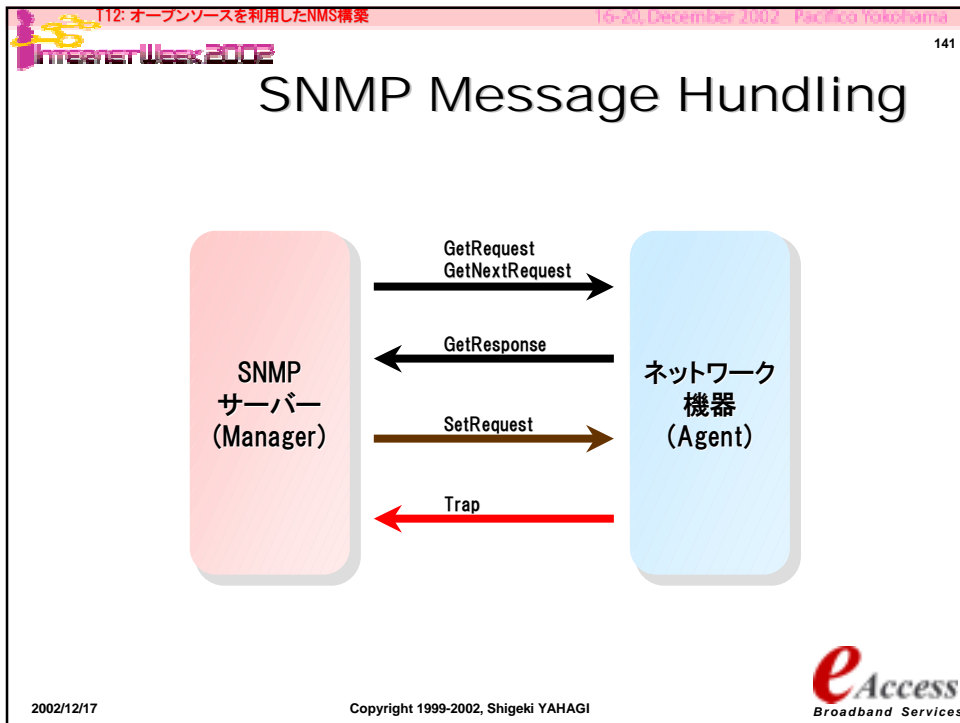 T12: オープンソースを利用したNMS構築
16-20, December 2002 Pacifico Yokohama
InternetWeek2002
141
SNMP Message Hundling
GetRequest
GetNextRequest
GetResponse
SetRequest
Trap
SNMP
サーバー
(Manager)
ネットワーク
機器
(Agent)
2002/12/17
Copyright 1999-2002, Shigeki YAHAGI
eAccess
Broadband Services